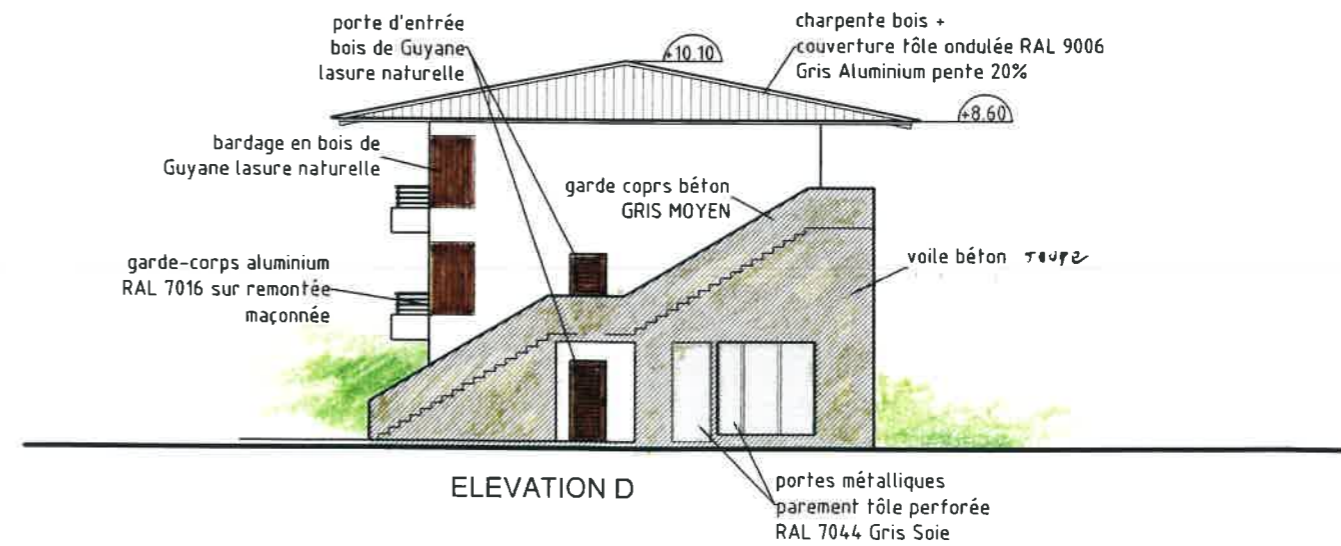 porte d'entrée
bois de Guyane
lasure naturelle
+10.10
charpente bois +
couverture tôle ondulée RAL 9006
Gris Aluminium pente 20%
+8.60
bardage en bois de
Guyane lasure naturelle
garde coprs béton
GRIS MOYEN
garde-corps aluminium
RAL 7016 sur remontée
maçonnée
voile béton TAUPE
ELEVATION D
portes métalliques
parement tôle perforée
RAL 7044 Gris Soie